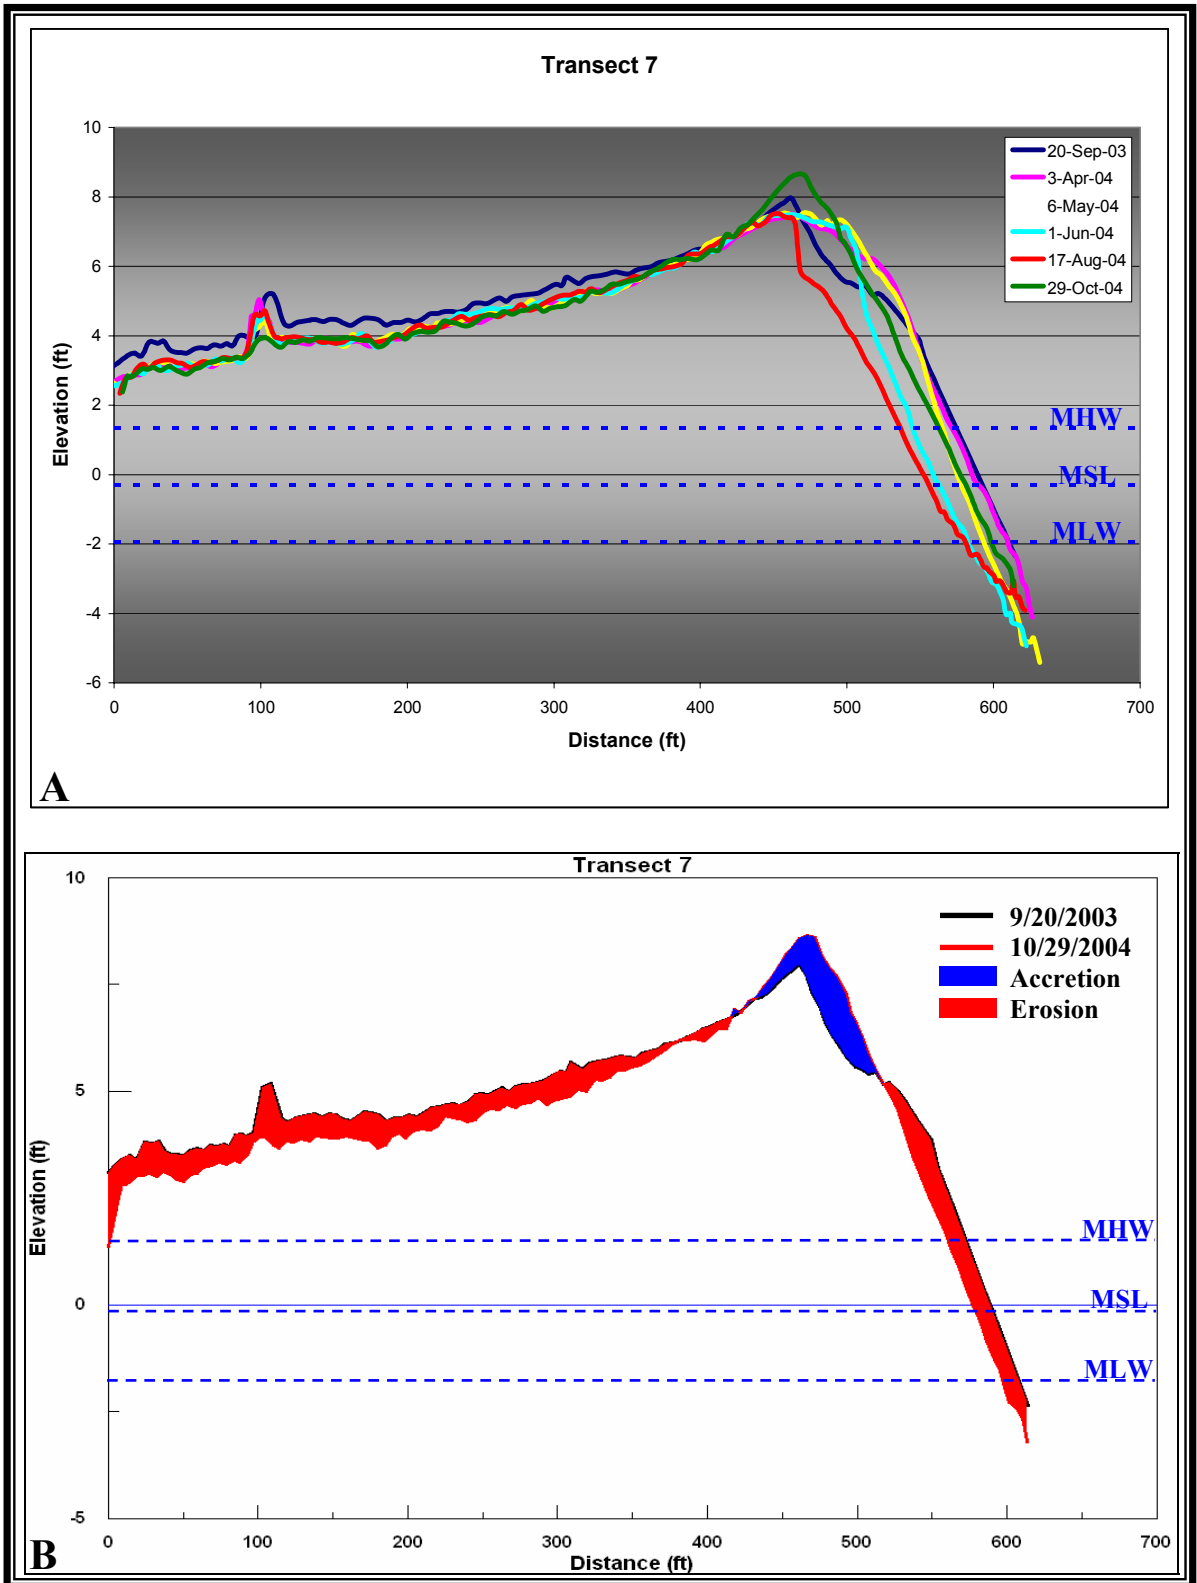 Transect 7
10
8
6
4
2
0
-2
-4
-6
Elevation (ft)
20-Sep-03
3-Apr-04
6-May-04
1-Jun-04
17-Aug-04
29-Oct-04
MHW
MSL
MLW
0 100 200 300 400 500 600 700
Distance (ft)
A
Transect 7
10
5
0
-5
Elevation (ft)
9/20/2003
10/29/2004
Accretion
Erosion
MHW
MSL
MLW
0 100 200 300 400 500 600 700
Distance (ft)
B